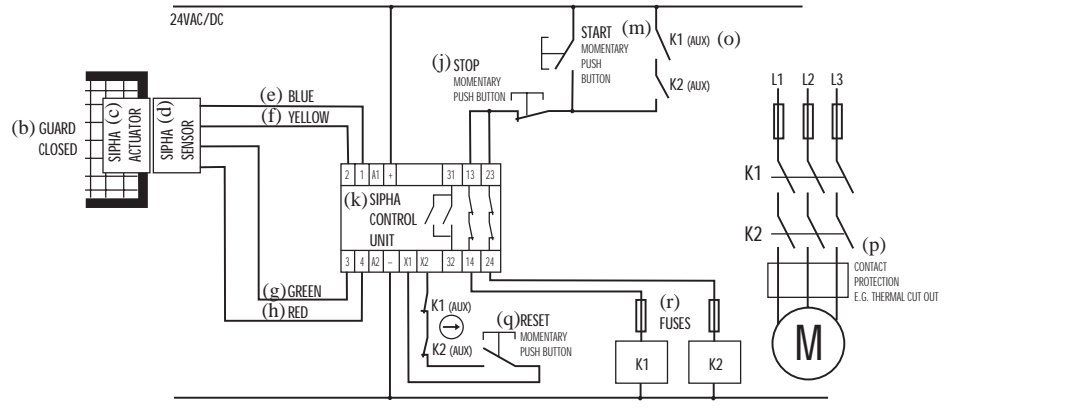 24VAC/DC
START (m)
MOMENTARY
PUSH
BUTTON
K1 (AUX) (o)
K2 (AUX)
(j) STOP
MOMENTARY
PUSH BUTTON
L1 L2 L3
(b) GUARD
CLOSED
SIPHA (c)
ACTUATOR
SIPHA (d)
SENSOR
(e) BLUE
(f) YELLOW
(g) GREEN
(h) RED
2 1 A1 + 31 13 23
(k) SIPHA
CONTROL
UNIT
3 4 A2 – X1 X2 32 14 24
K1 (AUX)
K2 (AUX)
(q) RESET
MOMENTARY
PUSH BUTTON
(r)
FUSES
K1 K2
K1
K2
(p)
CONTACT
PROTECTION
E.G. THERMAL CUT OUT
M